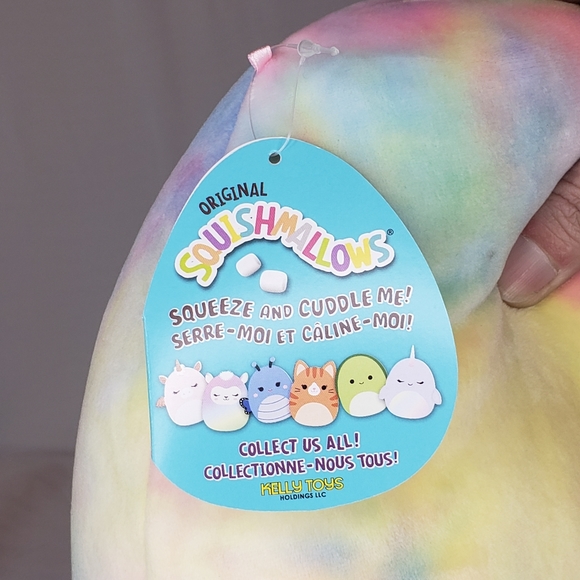 ORIGINAL
SQUISHMALLOWS®
SQUEEZE AND CUDDLE ME!
SERRE-MOI ET CÂLINE-MOI!
COLLECT US ALL!
COLLECTIONNE-NOUS TOUS!
KELLY TOYS
HOLDINGS LLC